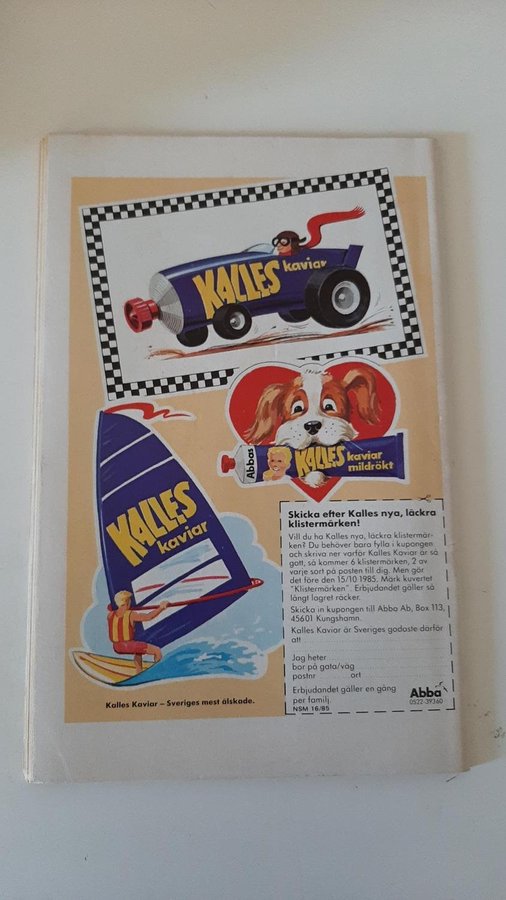 KALLES kaviar
Abbas
KALLES kaviar
mildrökt
KALLES
kaviar
Kalles Kaviar – Sveriges mest älskade.
Skicka efter Kalles nya, läckra
klistermärken!
Vill du ha Kalles nya, läckra klistermär-
ken? Du behöver bara fylla i kupongen
och skriva ner varför Kalles Kaviar är så
gott, så kommer 6 klistermärken, 2 av
varje sort på posten till dig. Men gör
det före den 15/10 1985. Märk kuvertet
"Klistermärken". Erbjudandet gäller så
långt lagret räcker.
Skicka in kupongen till Abba Ab, Box 113,
45601 Kungshamn.
Kalles Kaviar är Sveriges godaste därför
att
Jag heter
bor på gata/väg
postnr ort
Erbjudandet gäller en gång
per familj.
NSM 16/85
Abba
0522-39360